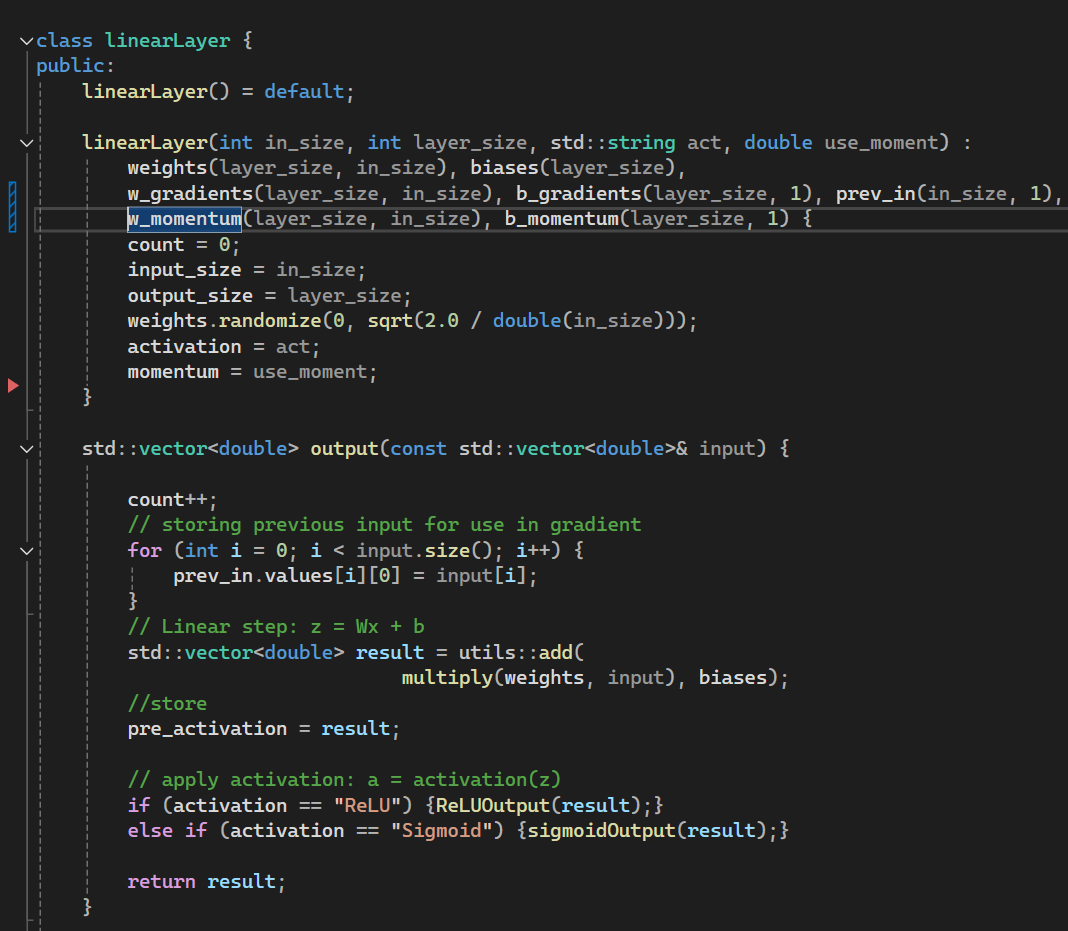 class linearLayer {
public:
    linearLayer() = default;

    linearLayer(int in_size, int layer_size, std::string act, double use_moment) :
        weights(layer_size, in_size), biases(layer_size),
        w_gradients(layer_size, in_size), b_gradients(layer_size, 1), prev_in(in_size, 1),
        w_momentum(layer_size, in_size), b_momentum(layer_size, 1) {
        count = 0;
        input_size = in_size;
        output_size = layer_size;
        weights.randomize(0, sqrt(2.0 / double(in_size)));
        activation = act;
        momentum = use_moment;
    }

    std::vector<double> output(const std::vector<double>& input) {

        count++;
        // storing previous input for use in gradient
        for (int i = 0; i < input.size(); i++) {
            prev_in.values[i][0] = input[i];
        }
        // Linear step: z = Wx + b
        std::vector<double> result = utils::add(
                                multiply(weights, input), biases);
        //store
        pre_activation = result;

        // apply activation: a = activation(z)
        if (activation == "ReLU") {ReLUOutput(result);}
        else if (activation == "Sigmoid") {sigmoidOutput(result);}

        return result;
    }